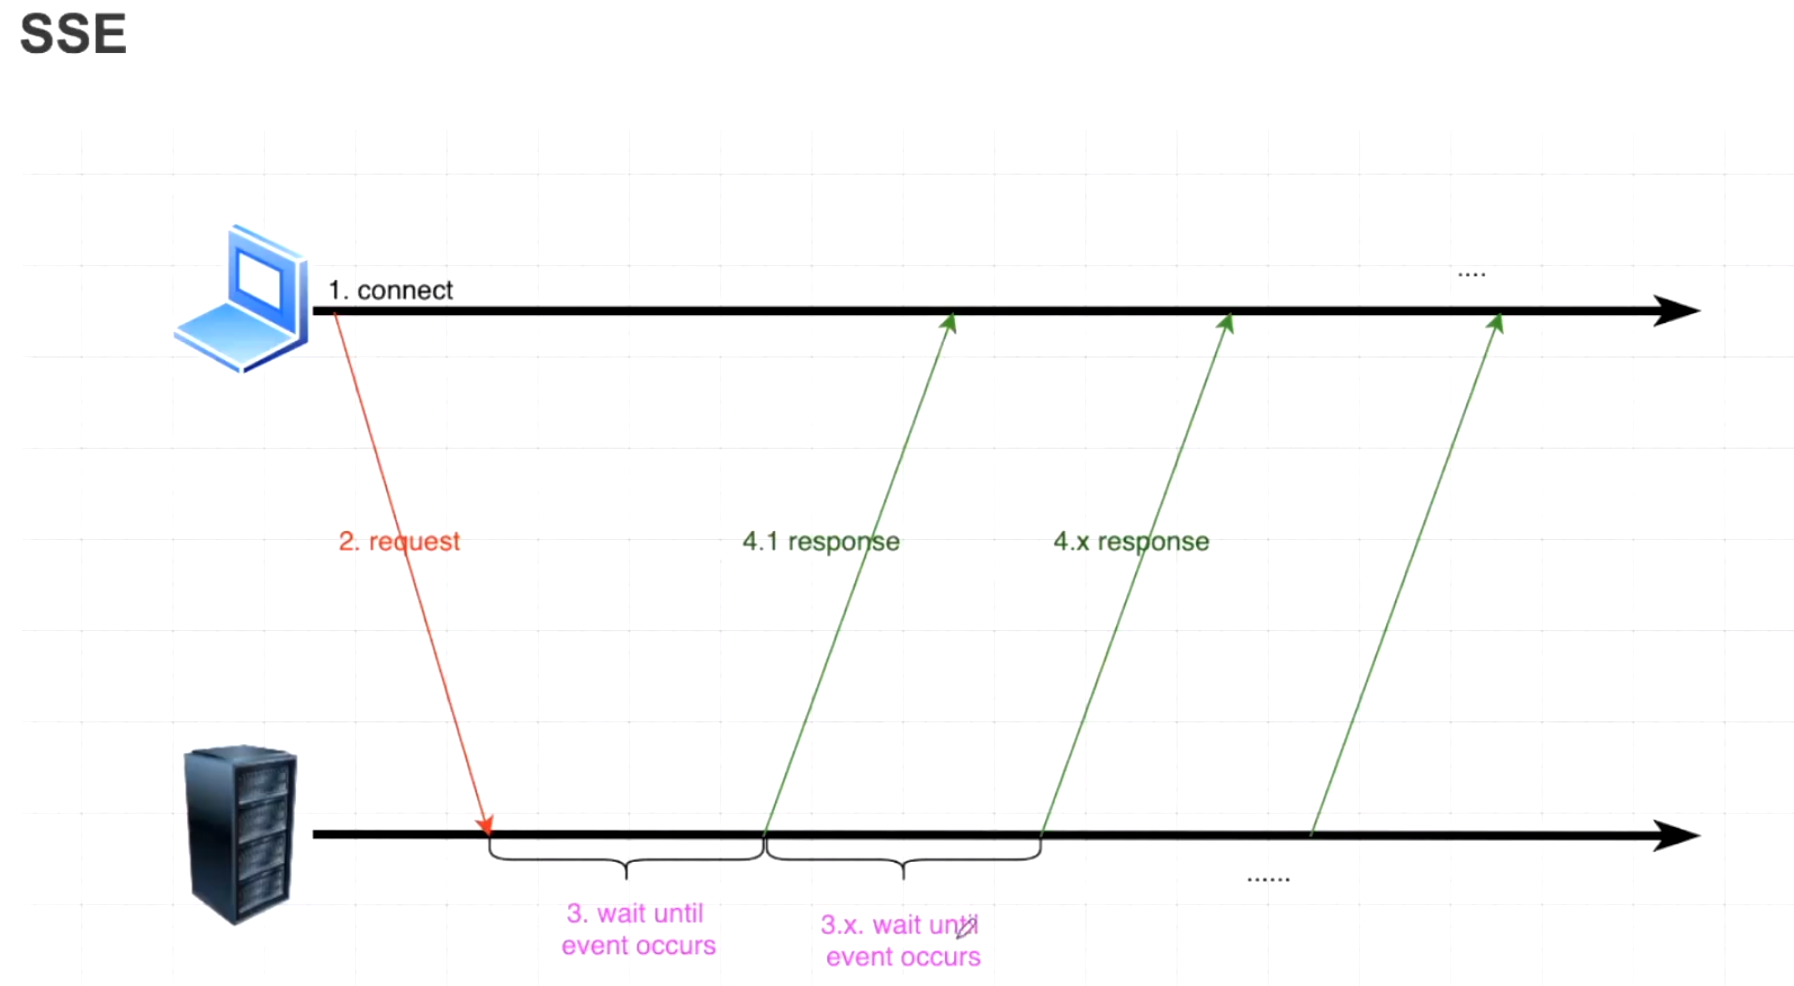 SSE
1. connect
....
2. request
4.1 response
4.x response
......
3. wait until
event occurs
3.x. wait until
event occurs